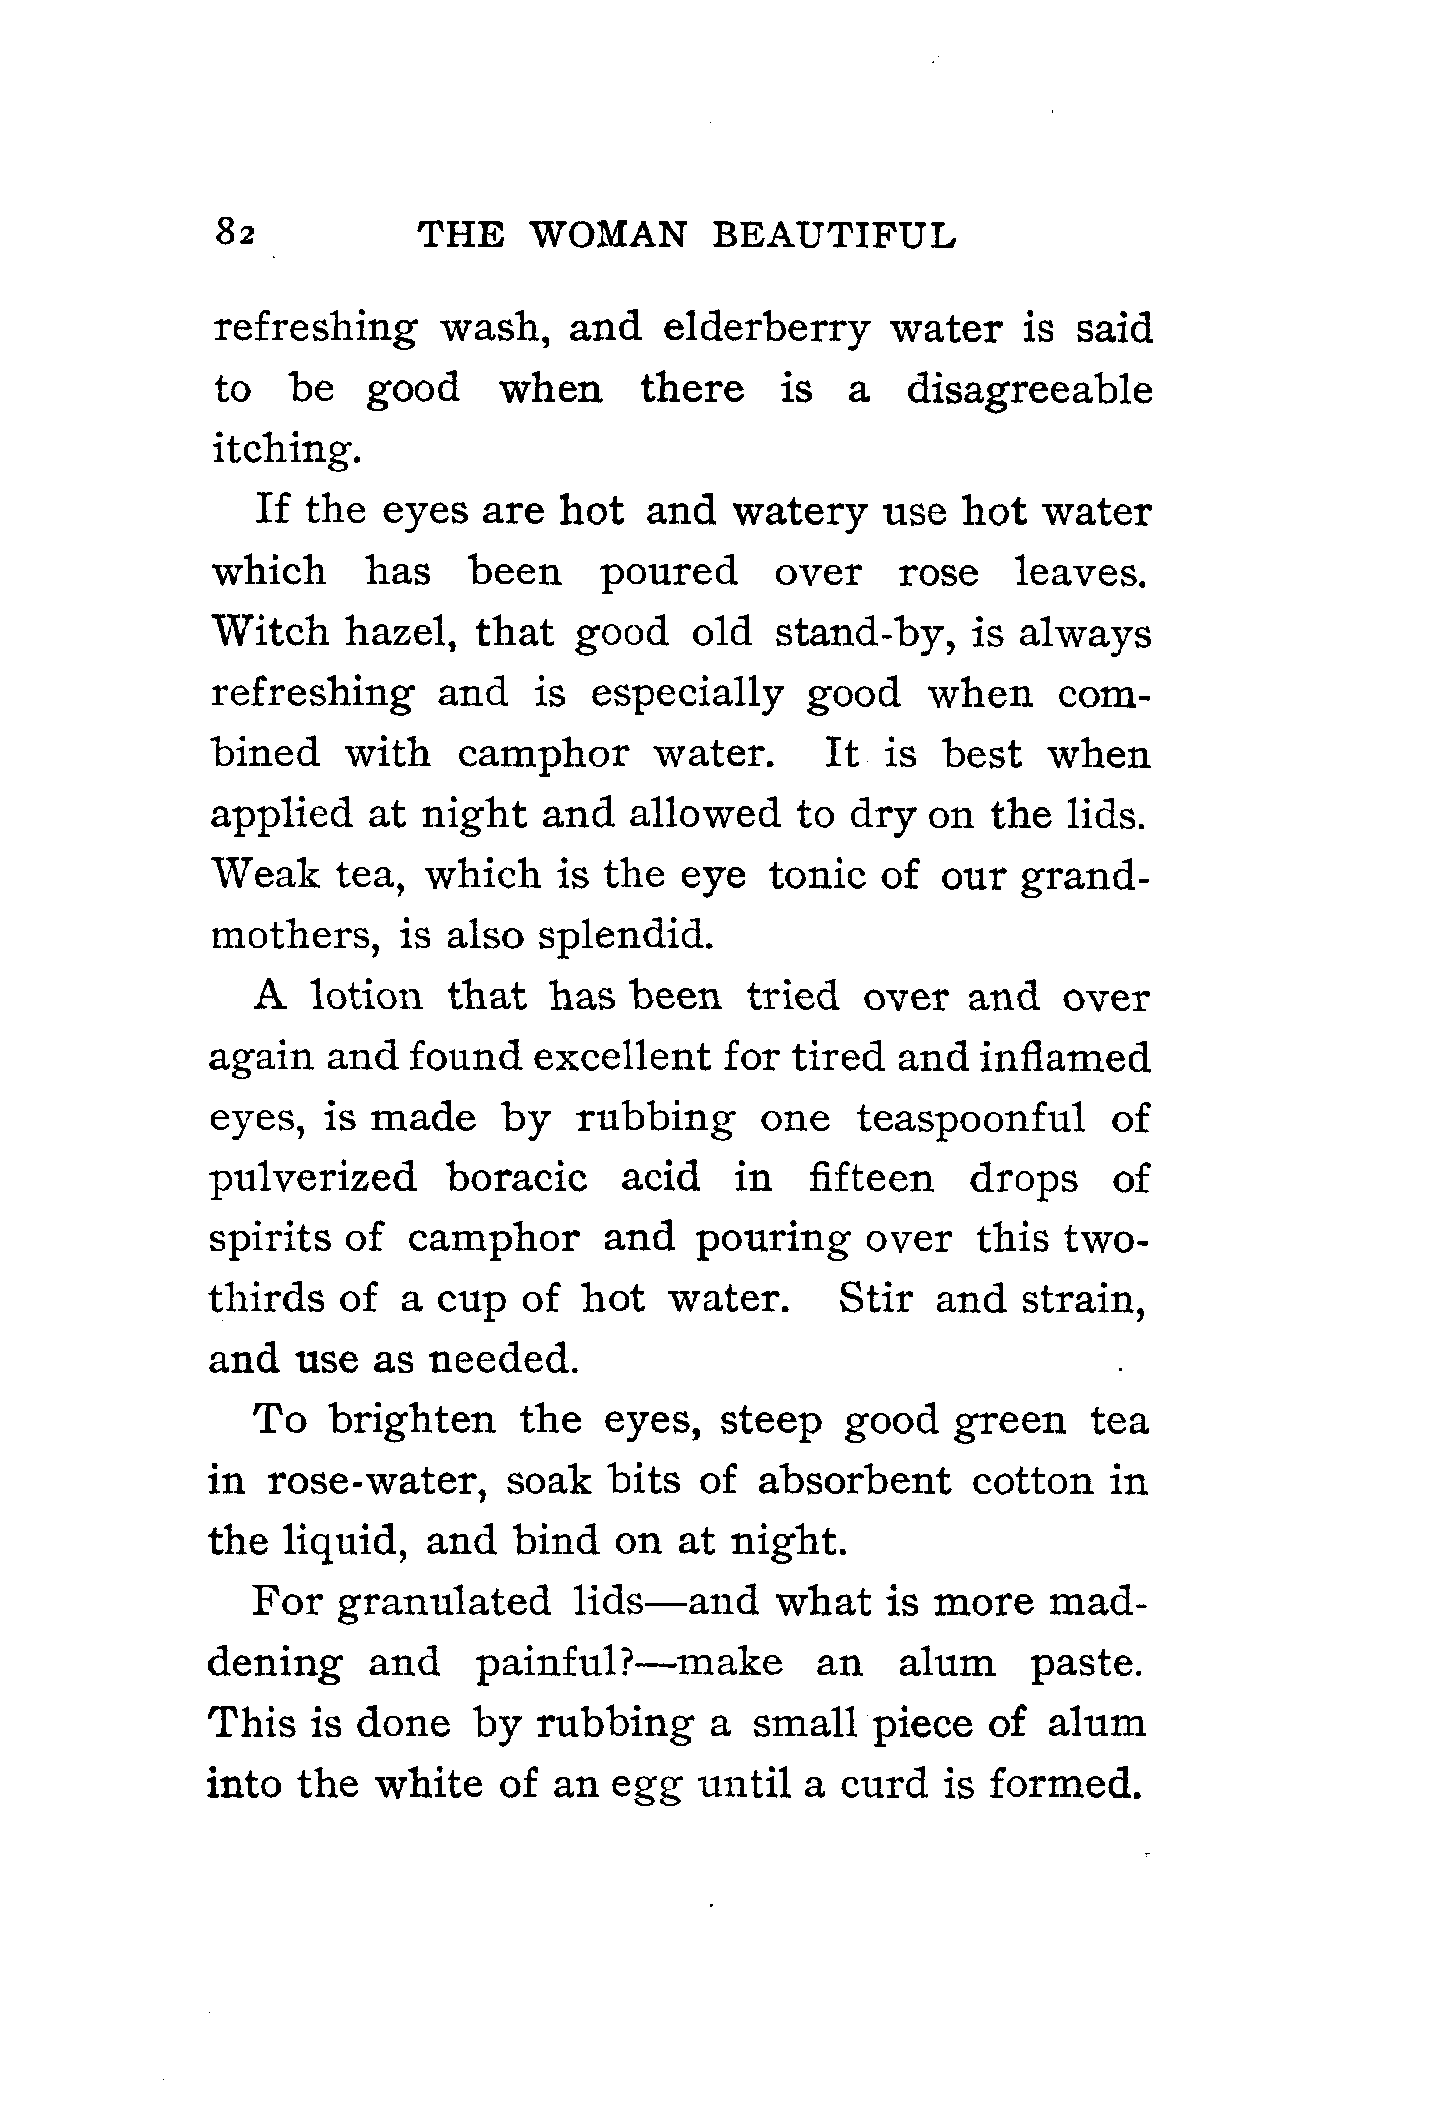 82 THE WOMAN BEAUTIFUL
refreshing wash, and elderberry water is said
to be good when there is a disagreeable
itching.
If the eyes are hot and watery use hot water
which has been poured over rose leaves.
Witch hazel, that good old stand-by, is always
refreshing and is especially good when com-
bined with camphor water. It is best when
applied at night and allowed to dry on the lids.
Weak tea, which is the eye tonic of our grand-
mothers, is also splendid.
A lotion that has been tried over and over
again and found excellent for tired and inflamed
eyes, is made by rubbing one teaspoonful of
pulverized boracic acid in fifteen drops of
spirits of camphor and pouring over this two-
thirds of a cup of hot water. Stir and strain,
and use as needed.
To brighten the eyes, steep good green tea
in rose-water, soak bits of absorbent cotton in
the liquid, and bind on at night.
For granulated lids—and what is more mad-
dening and painful?—make an alum paste.
This is done by rubbing a small piece of alum
into the white of an egg until a curd is formed.